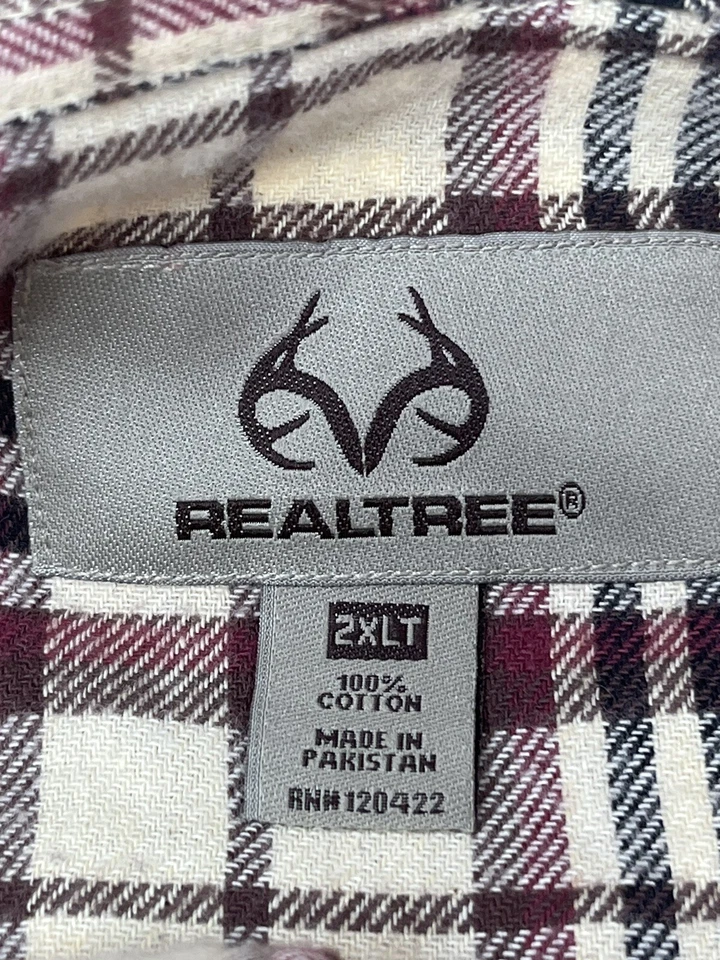 REALTREE®
2XLT
100%
COTTON
MADE IN
PAKISTAN
RN#120422